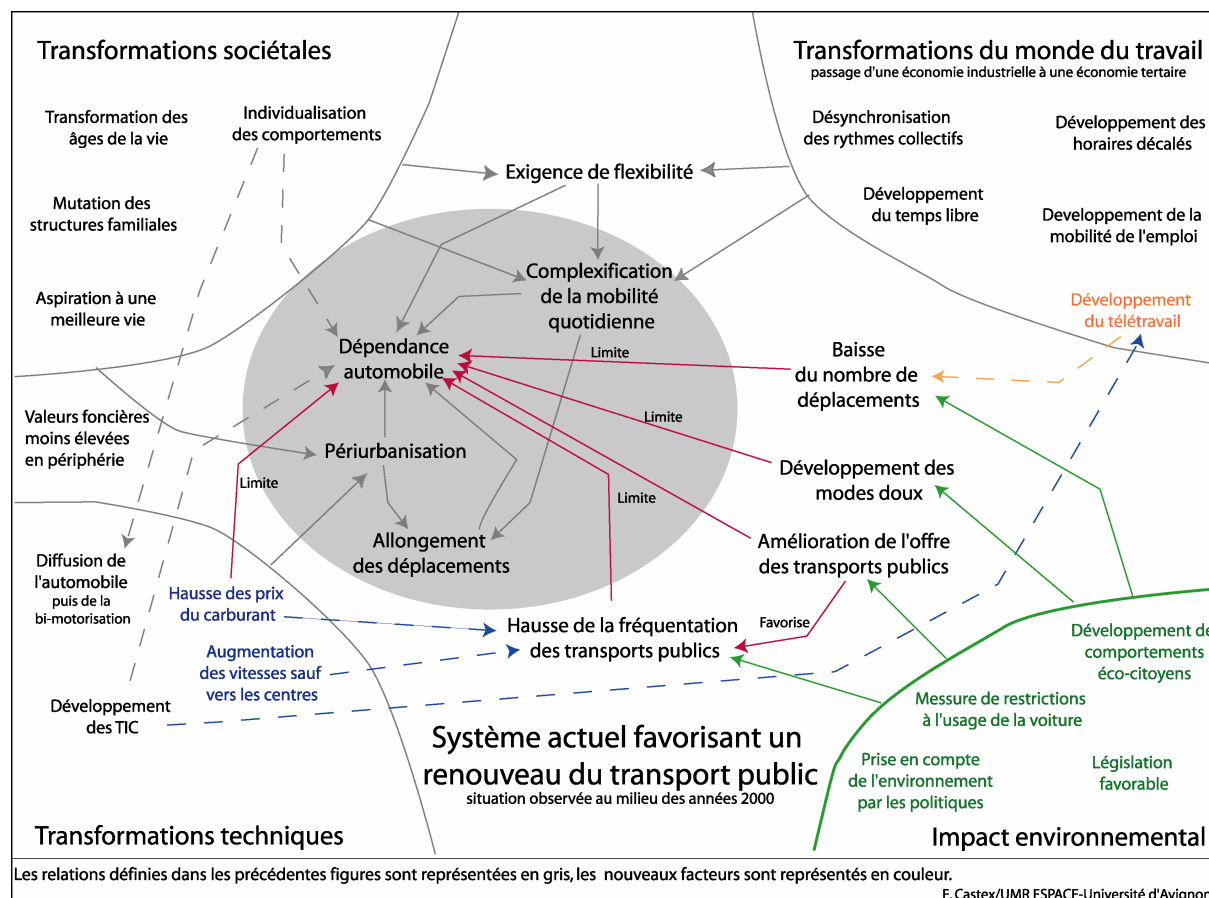 Transformations sociétales
Transformation des
âges de la vie
Individualisation
des comportements
Mutation des
structures familiales
Aspiration à une
meilleure vie
Transformations du monde du travail
passage d'une économie industrielle à une économie tertaire
Désynchronisation
des rythmes collectifs
Développement des
horaires décalés
Développement
du temps libre
Developpement de la
mobilité de l'emploi
Développement
du télétravail
Exigence de flexibilité
Complexification
de la mobilité
quotidienne
Dépendance
automobile
Limite
Baisse
du nombre de
déplacements
Valeurs foncières
moins élevées
en périphérie
Limite
Périurbanisation
Développement des
modes doux
Limite
Limite
Allongement
des déplacements
Amélioration de l'offre
des transports publics
Diffusion de
l'automobile
puis de la
bi-motorisation
Hausse des prix
du carburant
Hausse de la fréquentation
des transports publics
Favorise
Augmentation
des vitesses sauf
vers les centres
Développement
des TIC
Développement de
comportements
éco-citoyens
Messure de restrictions
à l'usage de la voiture
Prise en compte
de l'environnement
par les politiques
Législation
favorable
Système actuel favorisant un
renouveau du transport public
situation observée au milieu des années 2000
Transformations techniques
Impact environnemental
Les relations définies dans les précédentes figures sont représentées en gris, les nouveaux facteurs sont représentés en couleur.
E. Castex/UMR ESPACE-Université d'Avignon